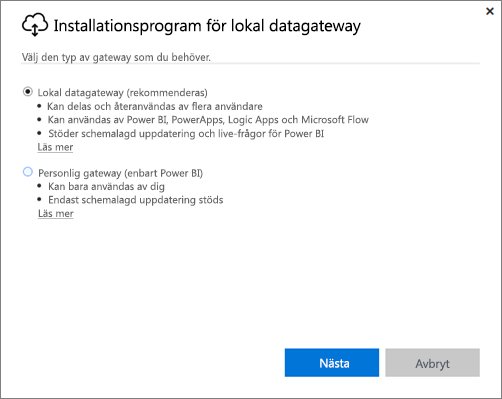 Installationsprogram för lokal datagateway
Välj den typ av gateway som du behöver.
Lokal datagateway (rekommenderas)
• Kan delas och återanvändas av flera användare
• Kan användas av Power BI, PowerApps, Logic Apps och Microsoft Flow
• Stöder schemalagd uppdatering och live-frågor för Power BI
Läs mer
Personlig gateway (enbart Power BI)
• Kan bara användas av dig
• Endast schemalagd uppdatering stöds
Läs mer
Nästa
Avbryt